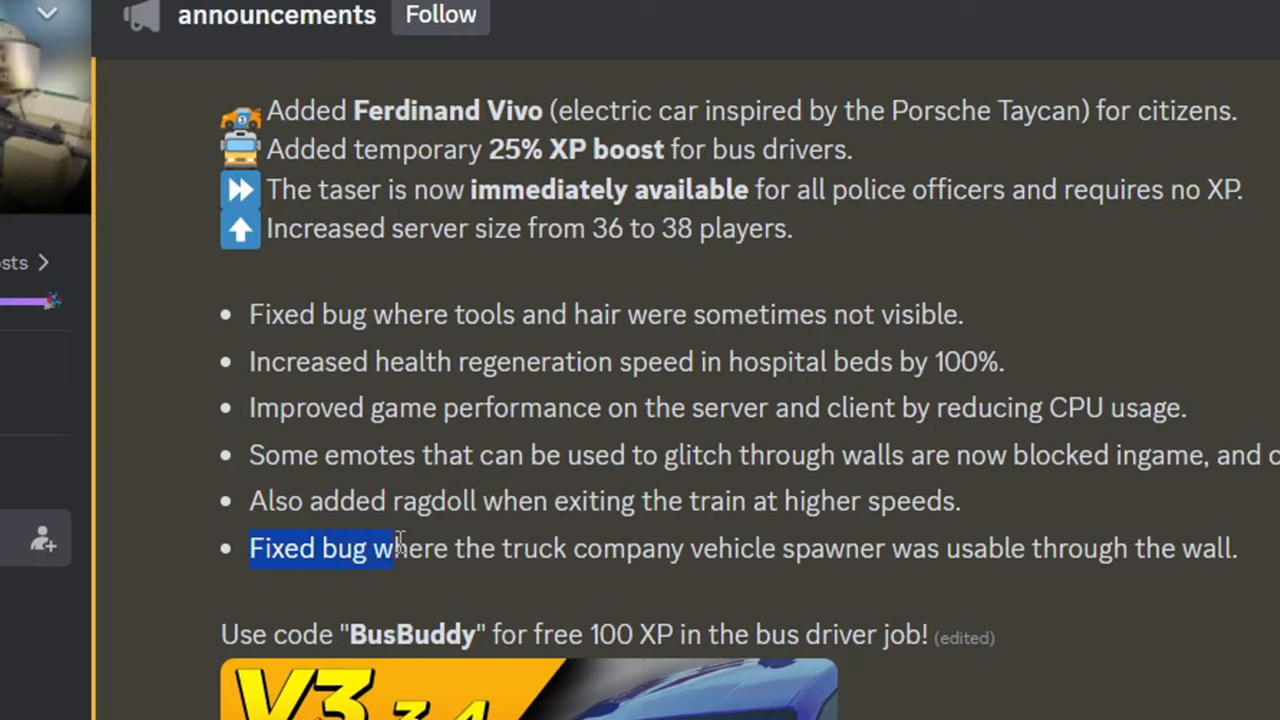 announcements Follow
Added Ferdinand Vivo (electric car inspired by the Porsche Taycan) for citizens.
Added temporary 25% XP boost for bus drivers.
The taser is now immediately available for all police officers and requires no XP.
Increased server size from 36 to 38 players.
Fixed bug where tools and hair were sometimes not visible.
Increased health regeneration speed in hospital beds by 100%.
Improved game performance on the server and client by reducing CPU usage.
Some emotes that can be used to glitch through walls are now blocked ingame, and
Also added ragdoll when exiting the train at higher speeds.
Fixed bug where the truck company vehicle spawner was usable through the wall.
Use code "BusBuddy" for free 100 XP in the bus driver job! (edited)
V3